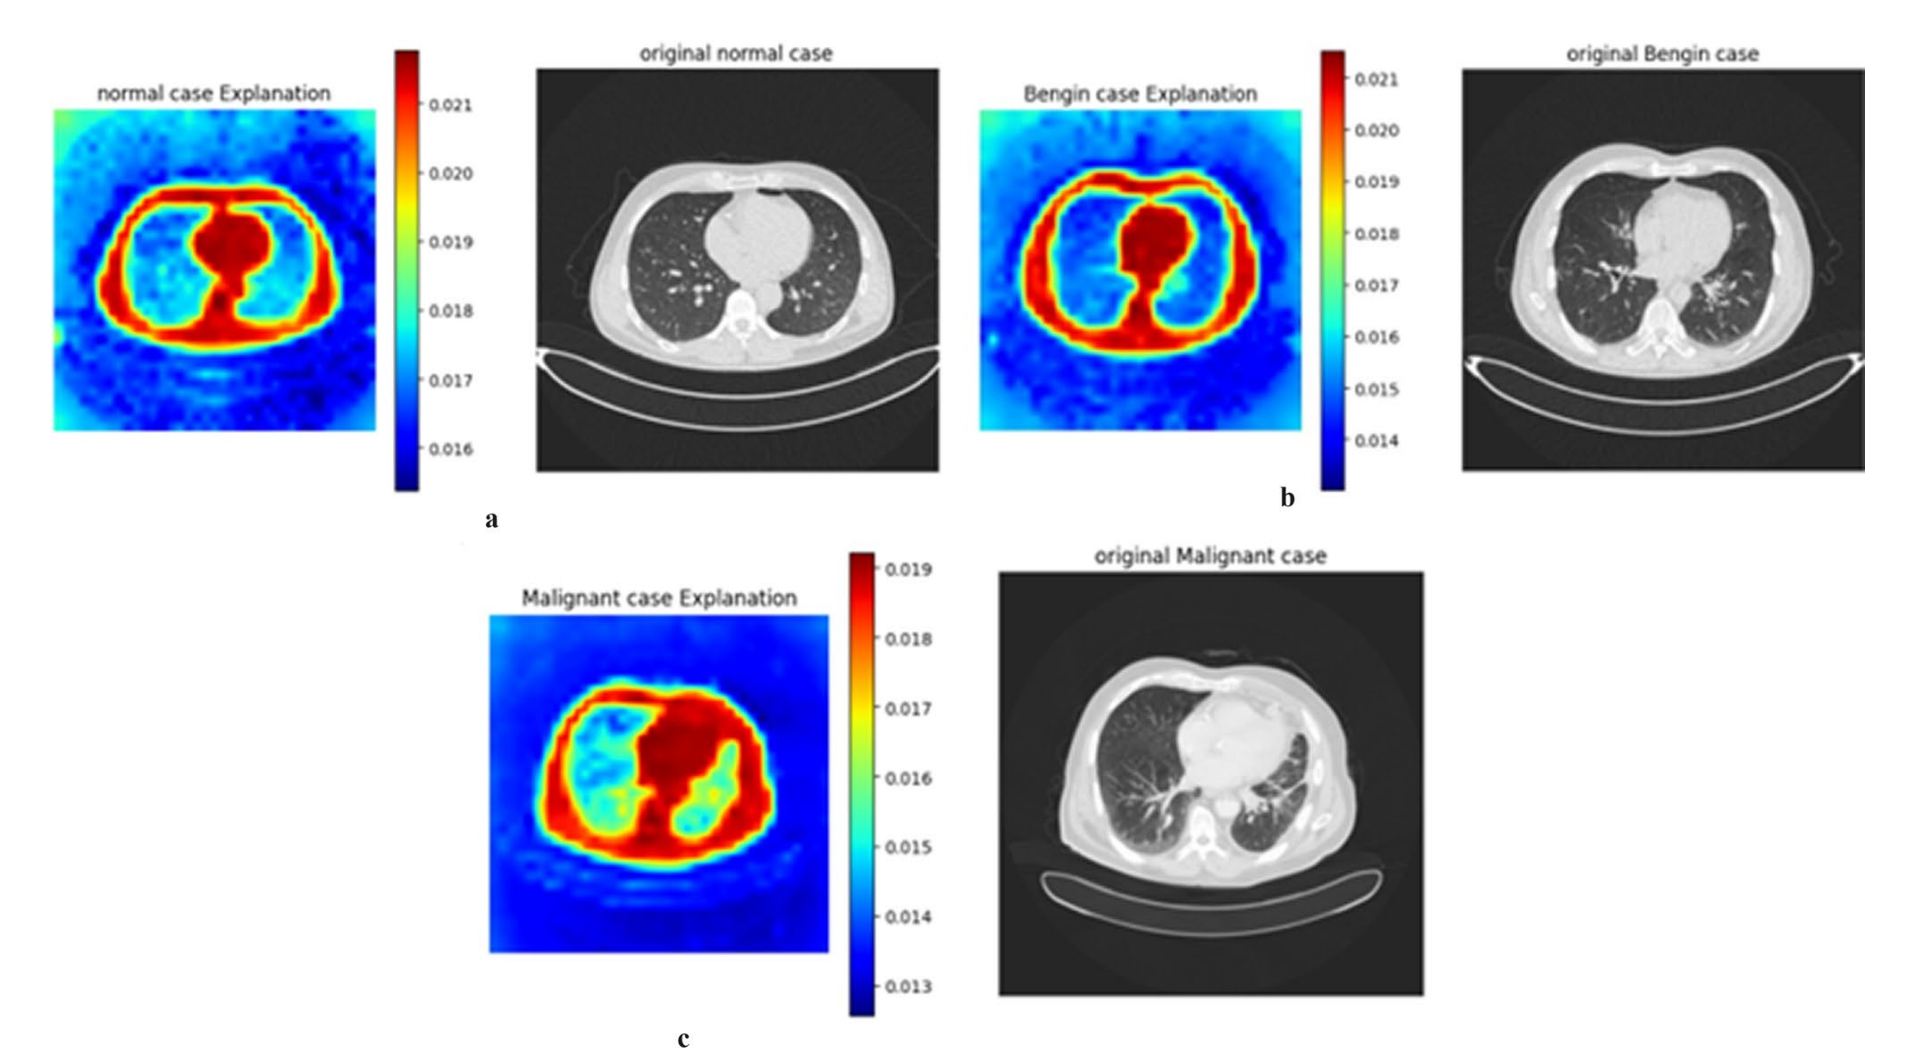 normal case Explanation
0.021
0.020
0.019
0.018
0.017
0.016
original normal case
a
Bengin case Explanation
0.021
0.020
0.019
0.018
0.017
0.016
0.015
0.014
original Bengin case
b
Malignant case Explanation
0.019
0.018
0.017
0.016
0.015
0.014
0.013
original Malignant case
c